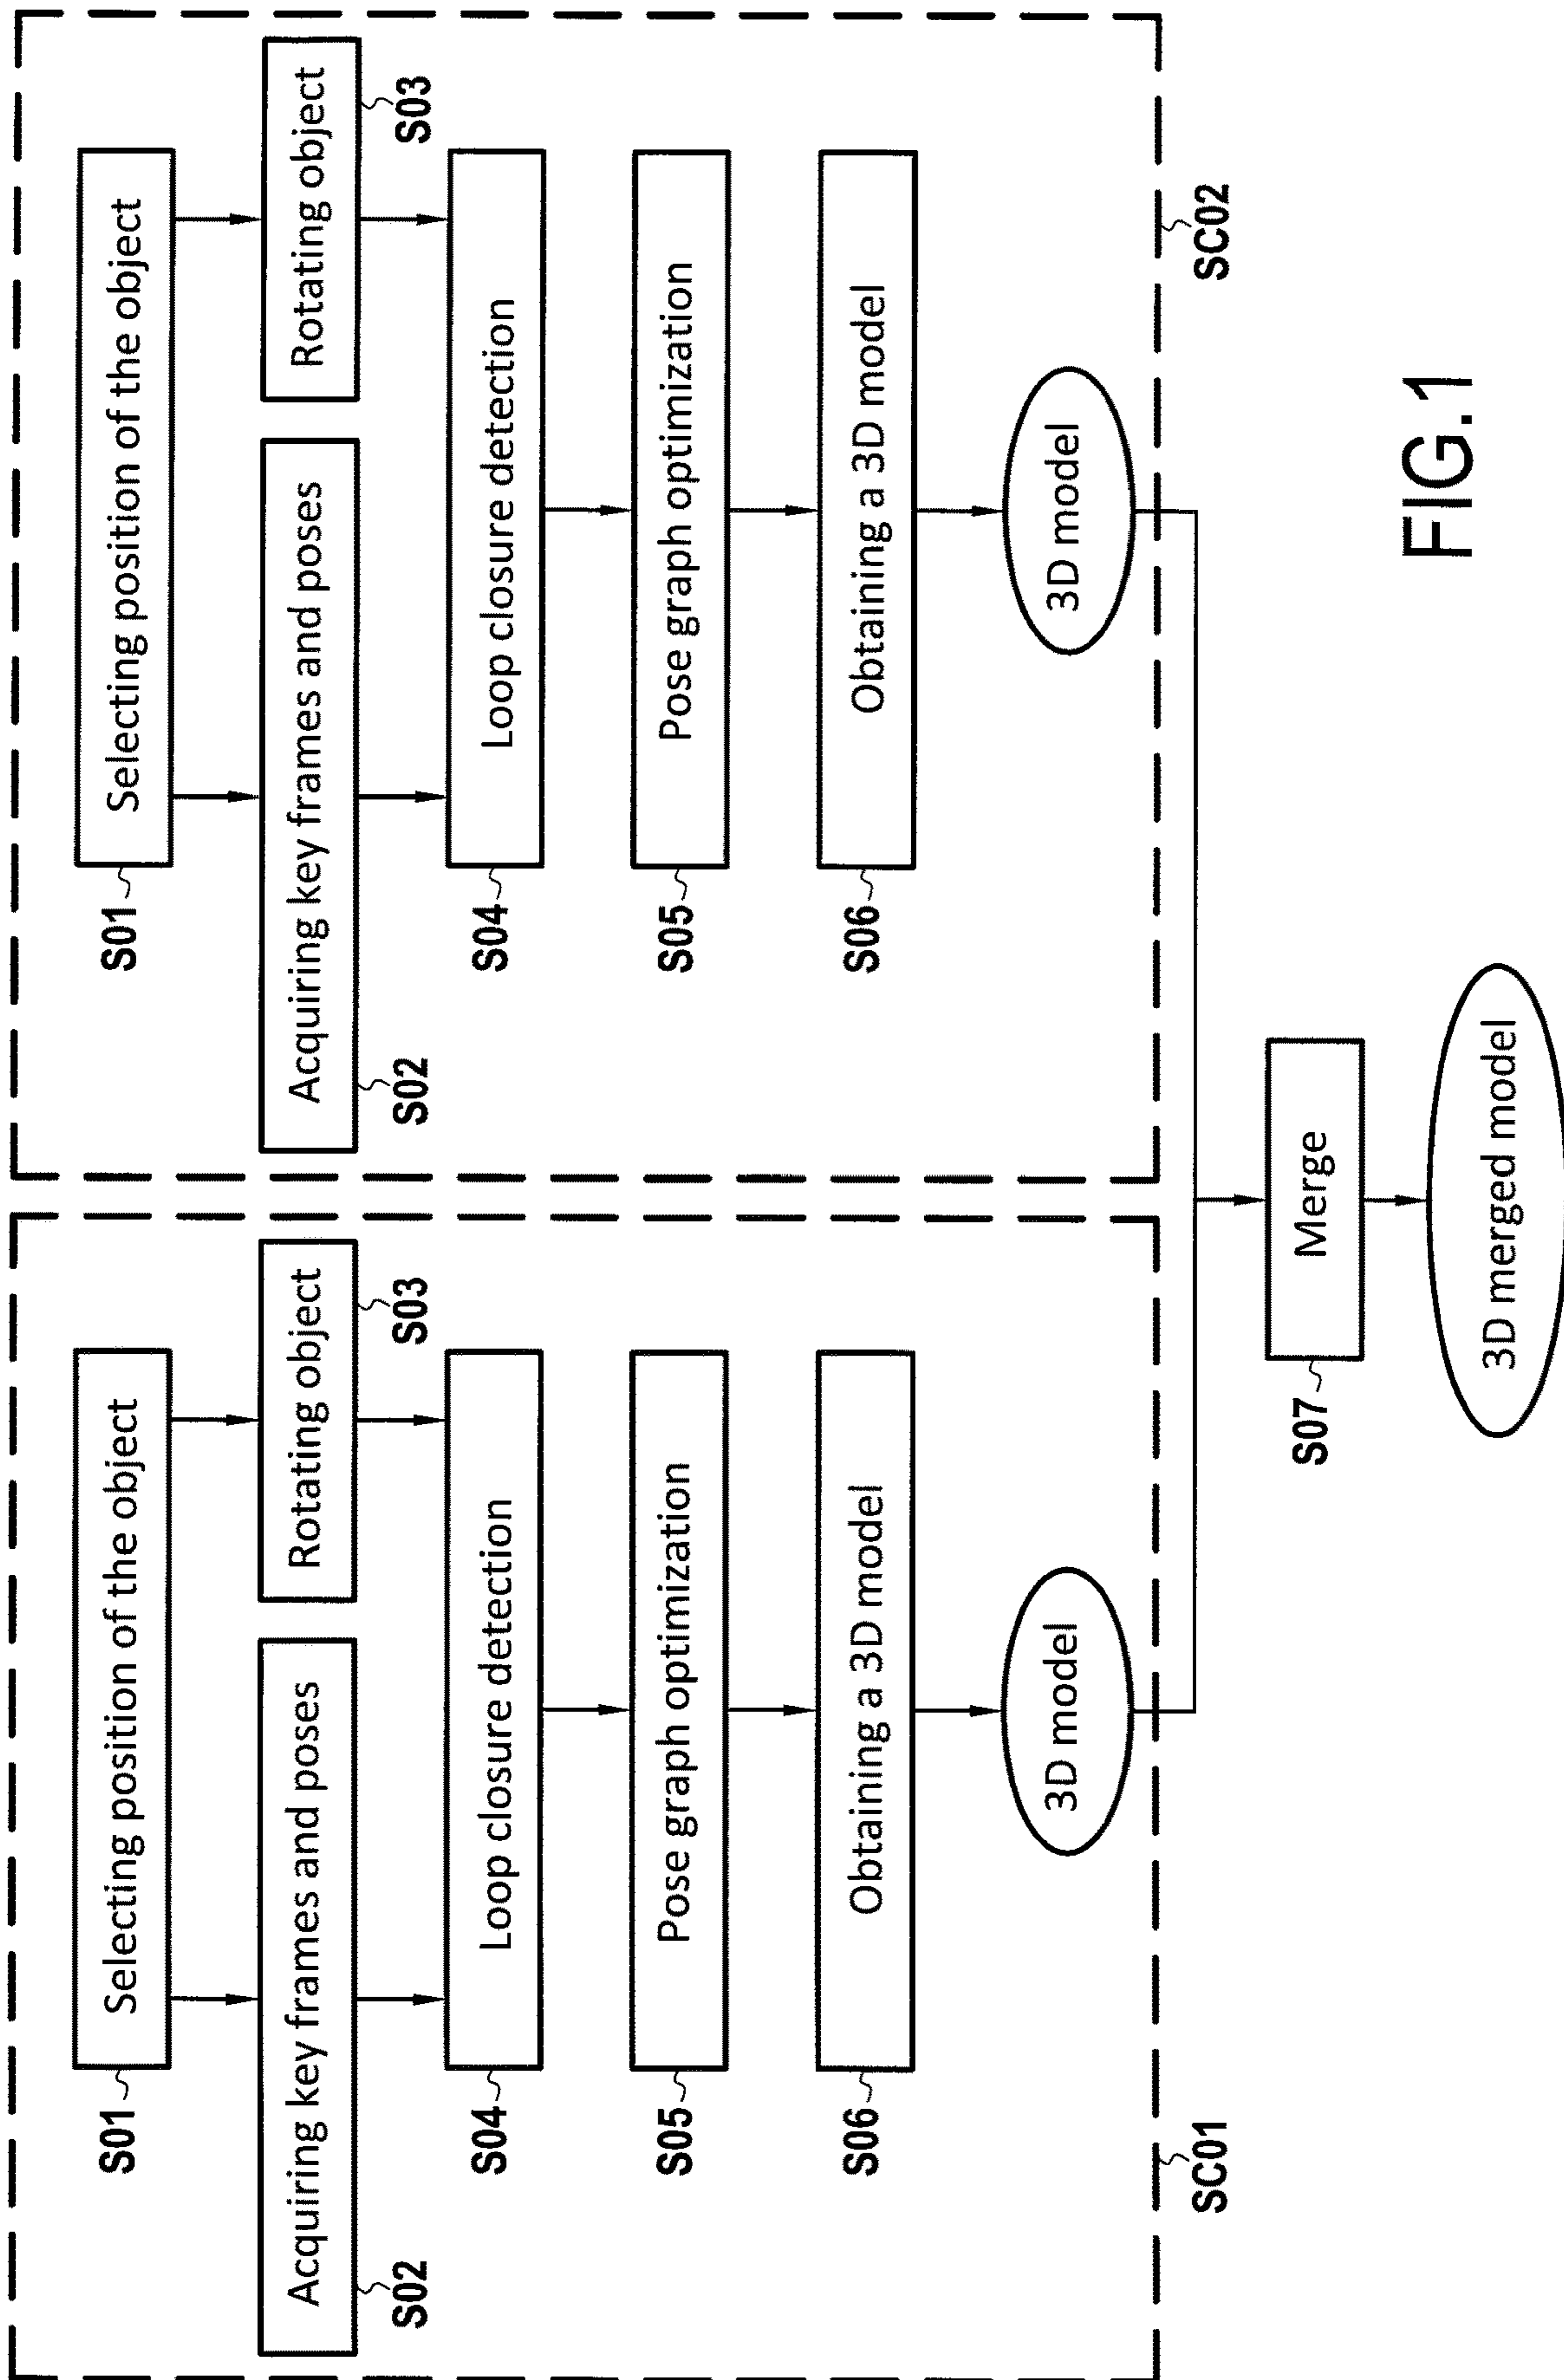 Selecting position of the object
S01
Acquiring key frames and poses
S02
Rotating object
S03
Loop closure detection
S04
Pose graph optimization
S05
Obtaining a 3D model
S06
3D model
SC01
Selecting position of the object
S01
Acquiring key frames and poses
S02
Rotating object
S03
Loop closure detection
S04
Pose graph optimization
S05
Obtaining a 3D model
S06
3D model
SC02
Merge
S07
3D merged model
FIG.1